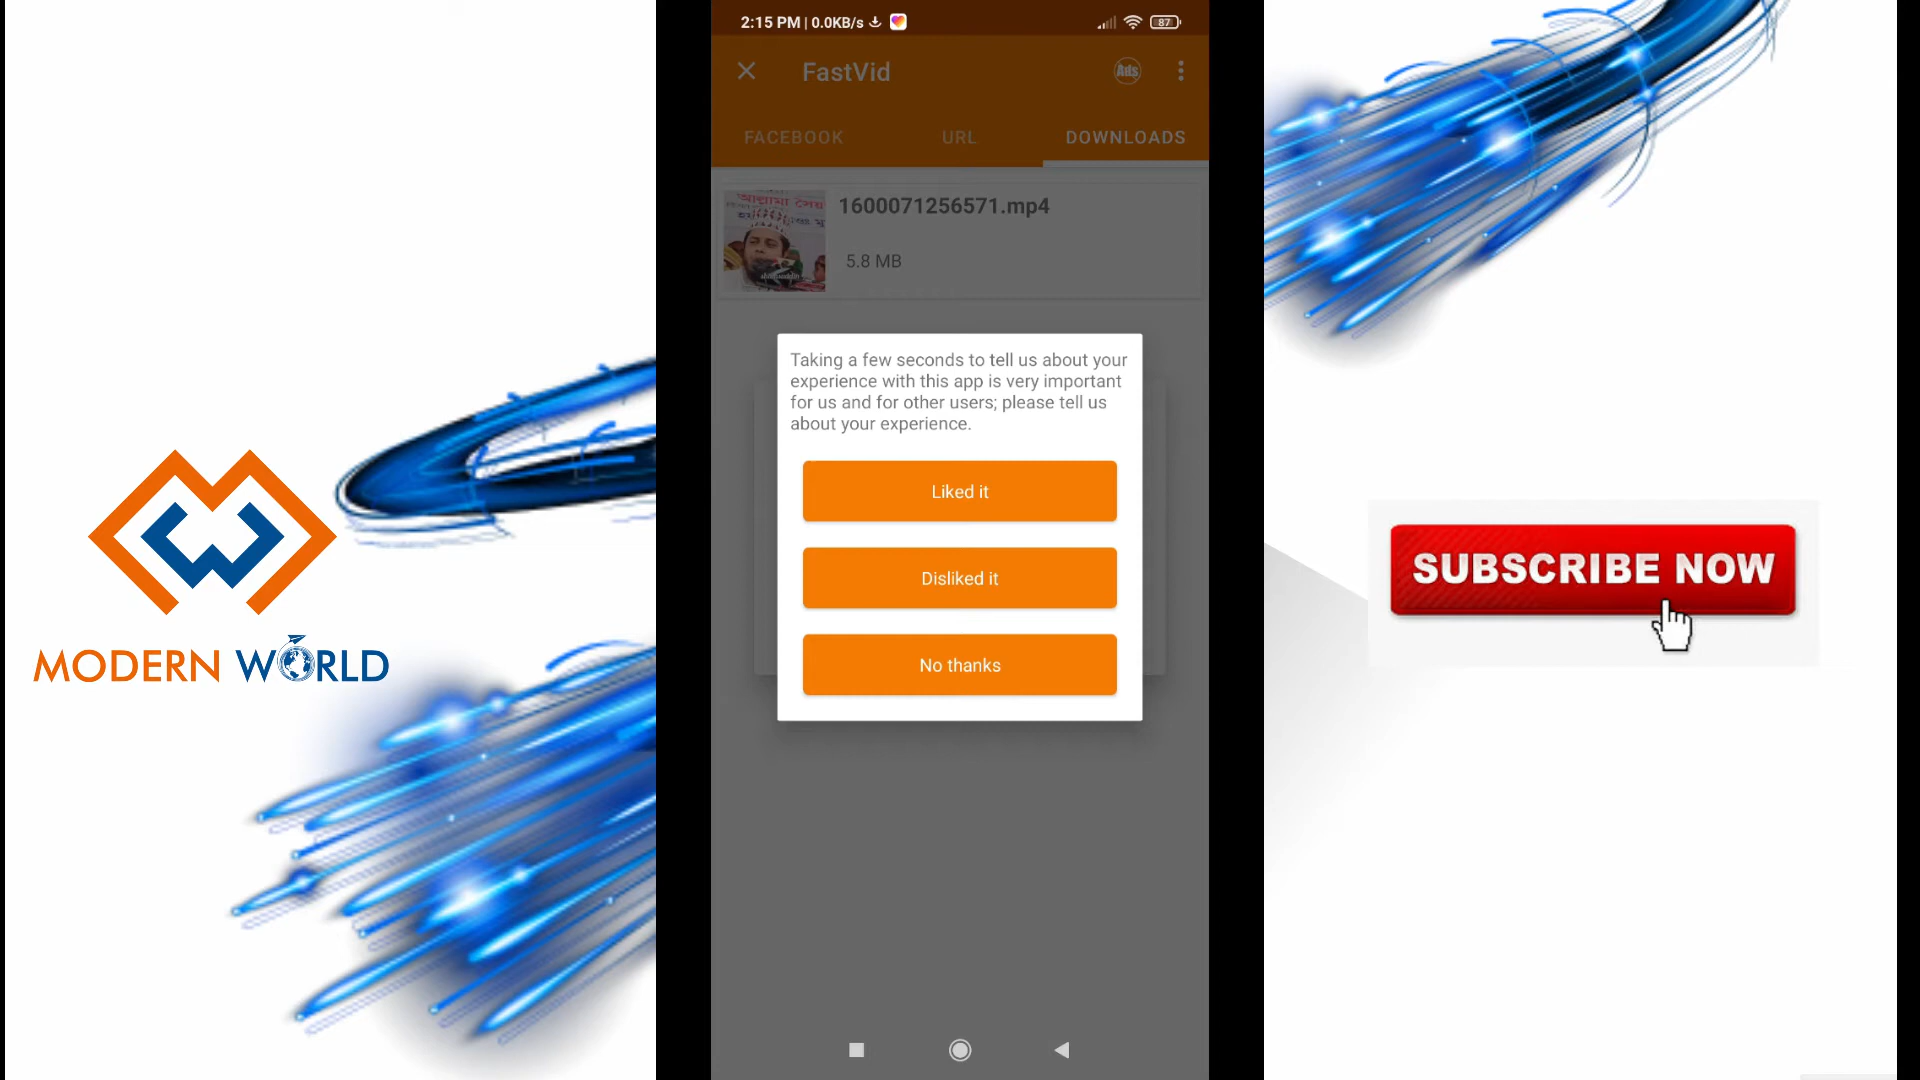 2:15 PM | 0.0KB/s
87
FastVid
Ads
FACEBOOK
URL
DOWNLOADS
আল্লামা সৈয়দ
1600071256571.mp4
5.8 MB
Taking a few seconds to tell us about your
experience with this app is very important
for us and for other users; please tell us
about your experience.
Liked it
Disliked it
No thanks
MODERN WORLD
SUBSCRIBE NOW